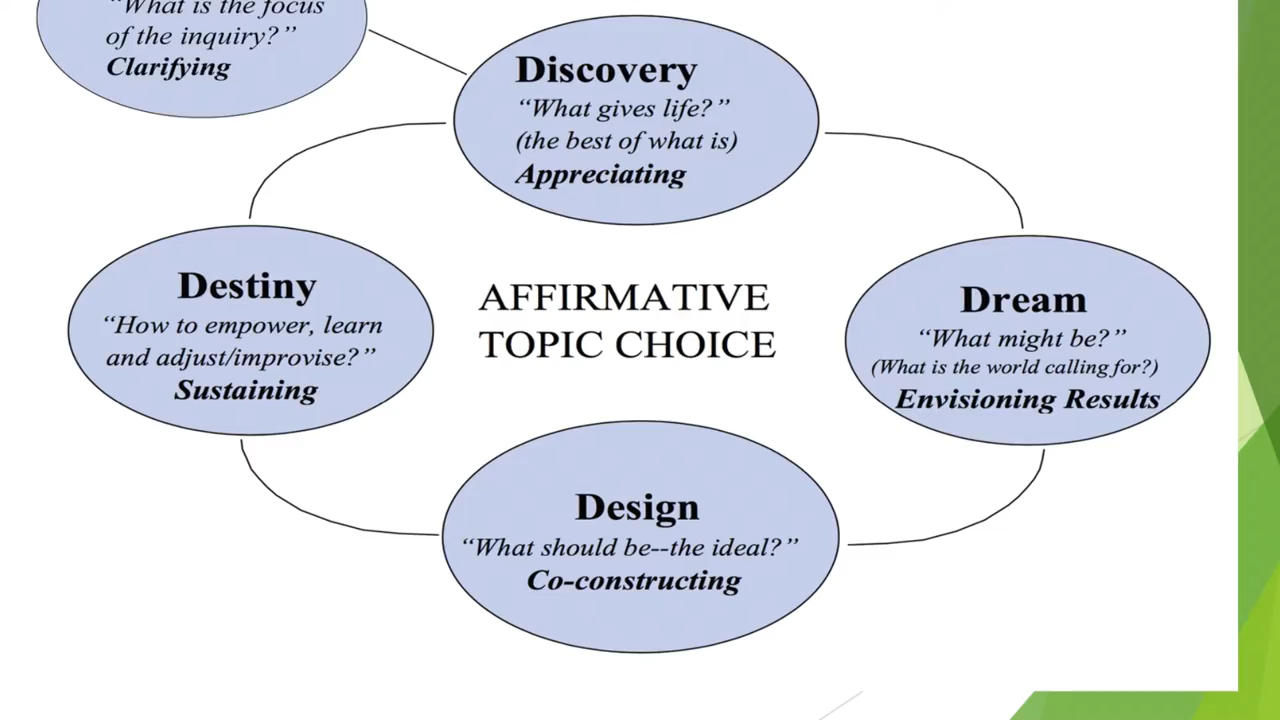 “What is the focus
of the inquiry?”
Clarifying
Discovery
“What gives life?”
(the best of what is)
Appreciating
Destiny
“How to empower, learn
and adjust/improvise?”
Sustaining
AFFIRMATIVE
TOPIC CHOICE
Dream
“What might be?”
(What is the world calling for?)
Envisioning Results
Design
“What should be--the ideal?”
Co-constructing